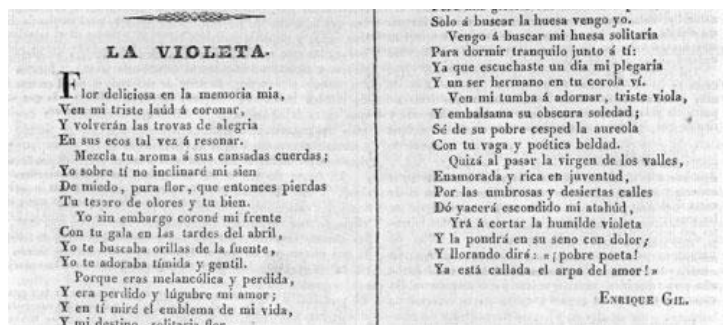 LA VIOLETA.
Flor deliciosa en la memoria mia,
Ven mi triste laúd á coronar,
Y volverán las trovas de alegria
En sus ecos tal vez á resonar.
Mezcla tu aroma á sus cansadas cuerdas;
Yo sobre tí no inclinaré mi sien
De miedo, pura flor, que entonces pierdas
Tu tesoro de olores y tu bien.
Yo sin embargo coroné mi frente
Con tu gala en las tardes del abril,
Yo te buscaba orillas de la fuente,
Yo te adoraba tímida y gentil.
Porque eras melancólica y perdida,
Y era perdido y lúgubre mi amor;
Y en tí miré el emblema de mi vida,
Y mi destino, solitaria flor.
Solo á buscar la huesa vengo yo.
Vengo á buscar mi huesa solitaria
Para dormir tranquilo junto á tí:
Ya que escuchaste un dia mi plegaria
Y un ser hermano en tu corola ví.
Ven mi tumba á adornar, triste viola,
Y embalsama su obscura soledad;
Sé de su pobre cesped la aureola
Con tu vaga y poética beldad.
Quizá al pasar la virgen de los valles,
Enamorada y rica en juventud,
Por las umbrosas y desiertas calles
Dó yacerá escondido mi atahúd,
Yrá á cortar la humilde violeta
Y la pondrá en su seno con dolor;
Y llorando dirá: «¡pobre poeta!
Ya está callada el arpa del amor!»
ENRIQUE GIL.